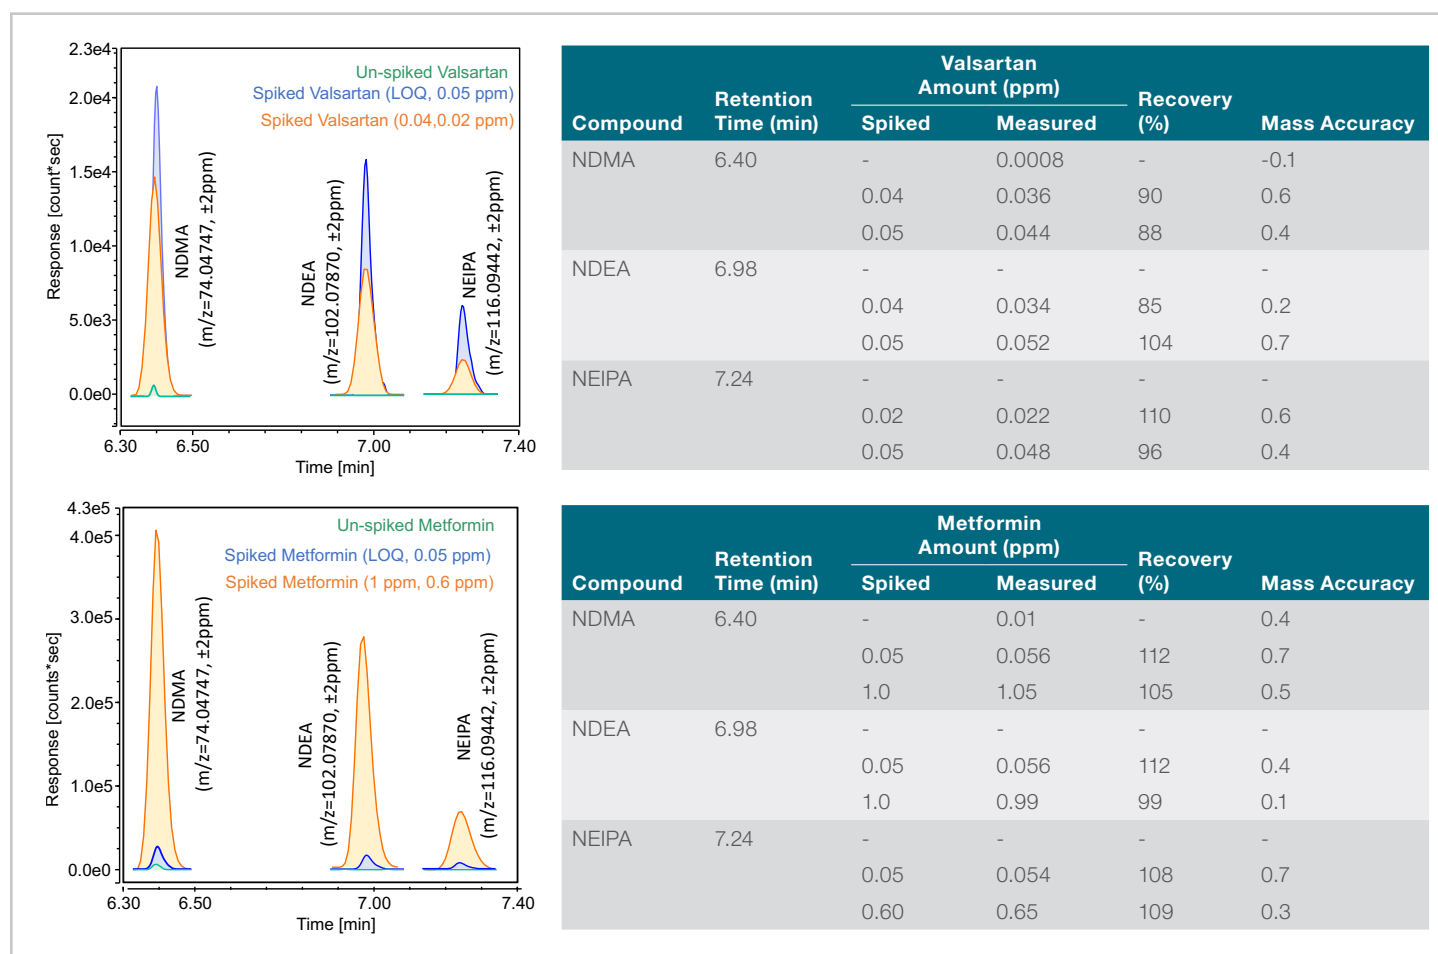 2.3e4
2.0e4
1.5e4
1.0e4
5.0e3
0.0e0
Response [count*sec]
Un-spiked Valsartan
Spiked Valsartan (LOQ, 0.05 ppm)
Spiked Valsartan (0.04,0.02 ppm)
NDMA
(m/z=74.04747, ±2ppm)
NDEA
(m/z=102.07870, ±2ppm)
NEIPA
(m/z=116.09442, ±2ppm)
6.30 6.50 7.00 7.40
Time [min]
Valsartan
Amount (ppm)
Compound Retention Time (min) Spiked Measured Recovery (%) Mass Accuracy
NDMA 6.40 - 0.0008 - -0.1
0.04 0.036 90 0.6
0.05 0.044 88 0.4
NDEA 6.98 - - - -
0.04 0.034 85 0.2
0.05 0.052 104 0.7
NEIPA 7.24 - - - -
0.02 0.022 110 0.6
0.05 0.048 96 0.4
4.3e5
4.0e5
3.0e5
2.0e5
1.0e5
0.0e0
Response [counts*sec]
Un-spiked Metformin
Spiked Metformin (LOQ, 0.05 ppm)
Spiked Metformin (1 ppm, 0.6 ppm)
NDMA
(m/z=74.04747, ±2ppm)
NDEA
(m/z=102.07870, ±2ppm)
NEIPA
(m/z=116.09442, ±2ppm)
6.30 6.50 7.00 7.40
Time [min]
Metformin
Amount (ppm)
Compound Retention Time (min) Spiked Measured Recovery (%) Mass Accuracy
NDMA 6.40 - 0.01 - 0.4
0.05 0.056 112 0.7
1.0 1.05 105 0.5
NDEA 6.98 - - - -
0.05 0.056 112 0.4
1.0 0.99 99 0.1
NEIPA 7.24 - - - -
0.05 0.054 108 0.7
0.60 0.65 109 0.3